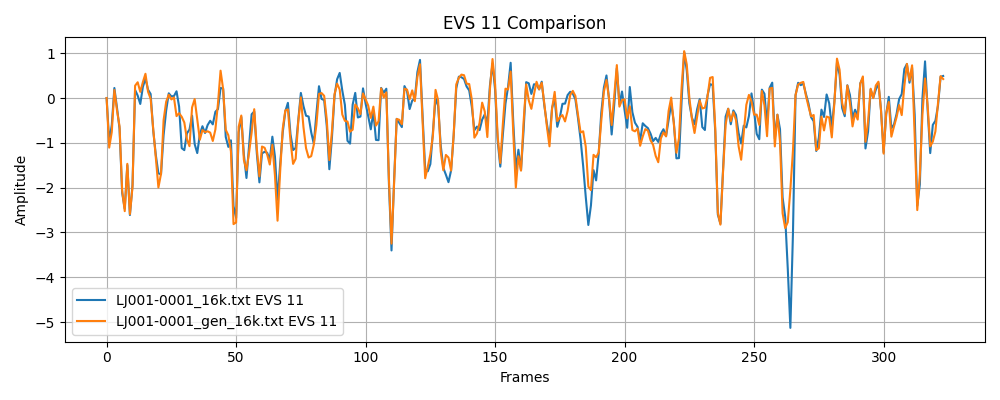 EVS 11 Comparison
Amplitude
1
0
−1
−2
−3
−4
−5
LJ001-0001_16k.txt EVS 11
LJ001-0001_gen_16k.txt EVS 11
0 50 100 150 200 250 300
Frames